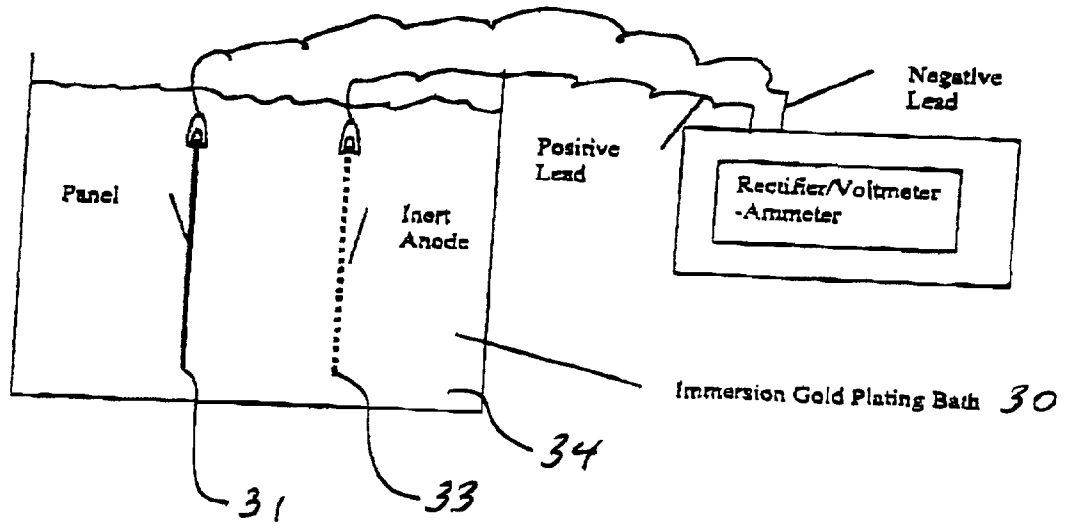 Negative
Lead
Positive
Lead
Rectifier/Voltmeter
-Ammeter
Panel
Inert
Anode
Immersion Gold Plating Bath 30
34
31
33